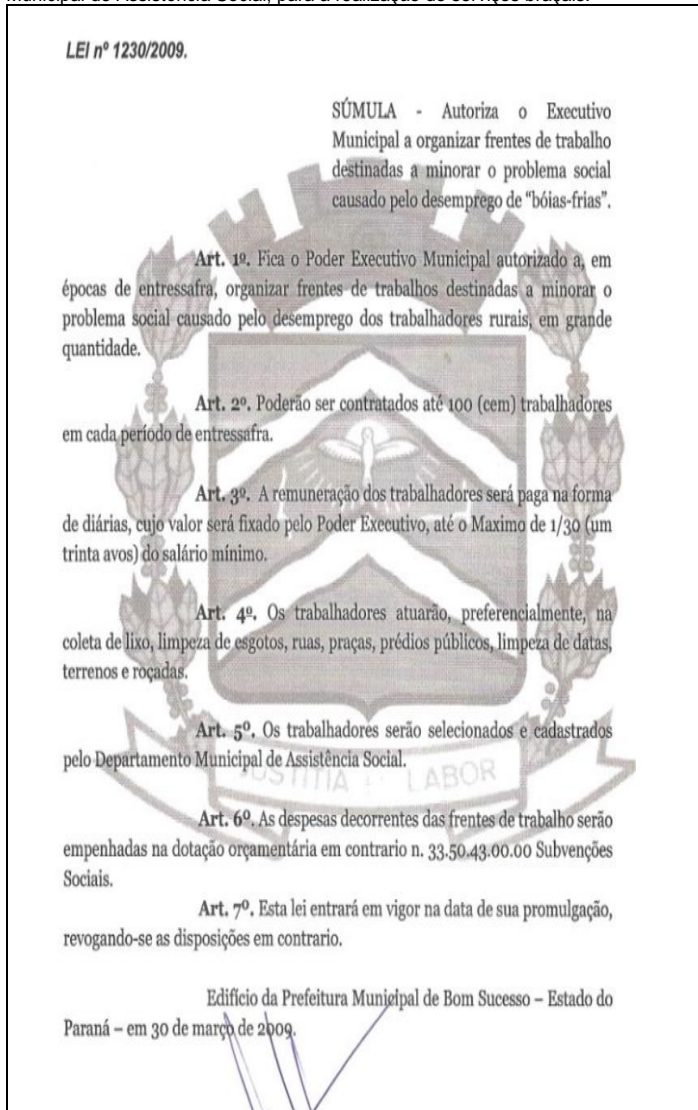 Municipal de Assistência Social, para a realização de serviços braçais.
LEI nº 1230/2009.
SÚMULA - Autoriza o Executivo
Municipal a organizar frentes de trabalho
destinadas a minorar o problema social
causado pelo desemprego de “bóias-frias”.
Art. 1º. Fica o Poder Executivo Municipal autorizado a, em
épocas de entressafra, organizar frentes de trabalhos destinadas a minorar o
problema social causado pelo desemprego dos trabalhadores rurais, em grande
quantidade.
Art. 2º. Poderão ser contratados até 100 (cem) trabalhadores
em cada período de entressafra.
Art. 3º. A remuneração dos trabalhadores será paga na forma
de diárias, cujo valor será fixado pelo Poder Executivo, até o Maximo de 1/30 (um
trinta avos) do salário mínimo.
Art. 4º. Os trabalhadores atuarão, preferencialmente, na
coleta de lixo, limpeza de esgotos, ruas, praças, prédios públicos, limpeza de datas,
terrenos e roçadas.
Art. 5º. Os trabalhadores serão selecionados e cadastrados
pelo Departamento Municipal de Assistência Social.
JUSTITIA LABOR
Art. 6º. As despesas decorrentes das frentes de trabalho serão
empenhadas na dotação orçamentária em contrario n. 33.50.43.00.00 Subvenções
Sociais.
Art. 7º. Esta lei entrará em vigor na data de sua promulgação,
revogando-se as disposições em contrario.
Edifício da Prefeitura Municipal de Bom Sucesso – Estado do
Paraná – em 30 de março de 2009.